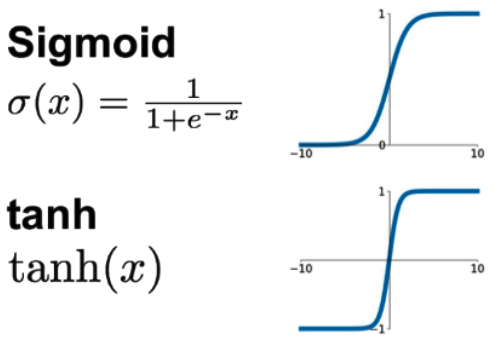 Sigmoid
σ(x) = 1/(1+e^−x)
1
0
−10
10
tanh
tanh(x)
1
−10
10
−1